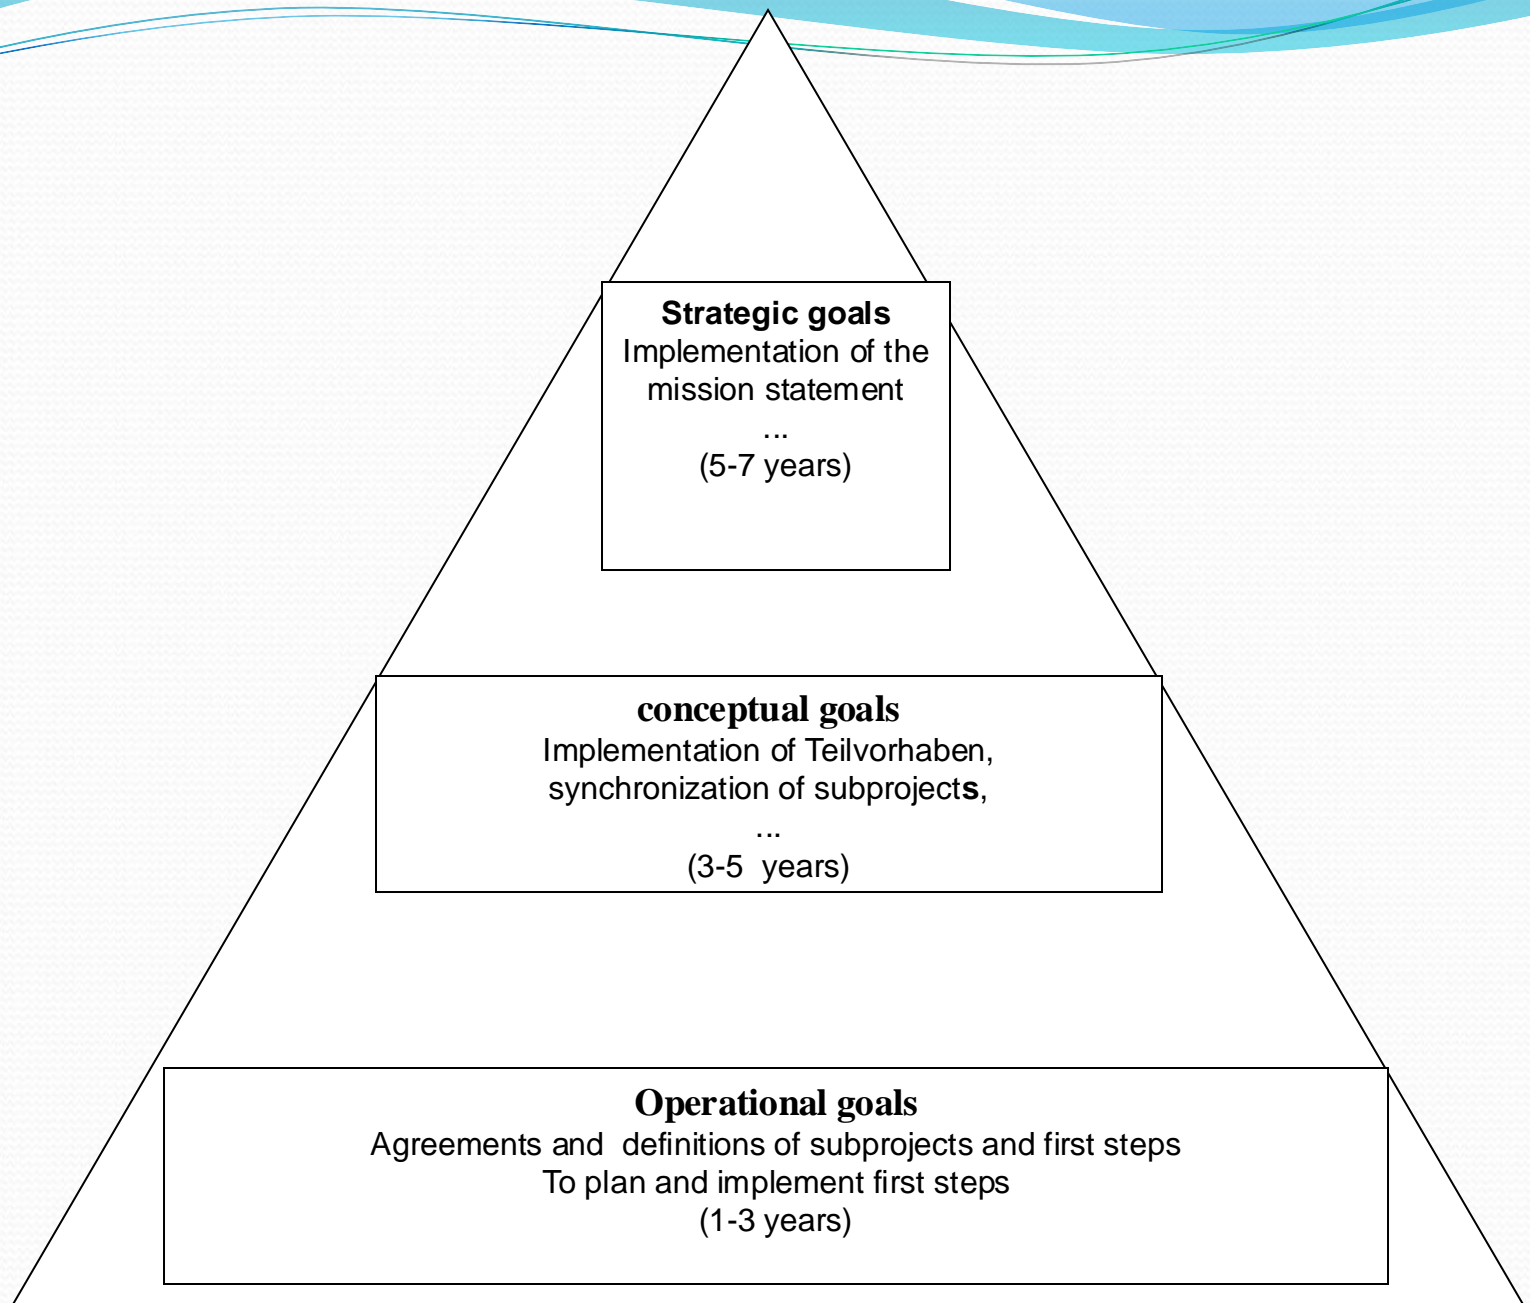 Strategic goals
Implementation of the
mission statement
...
(5-7 years)
conceptual goals
Implementation of Teilvorhaben,
synchronization of subprojects,
...
(3-5  years)
Operational goals
Agreements and  definitions of subprojects and first steps
To plan and implement first steps
(1-3 years)